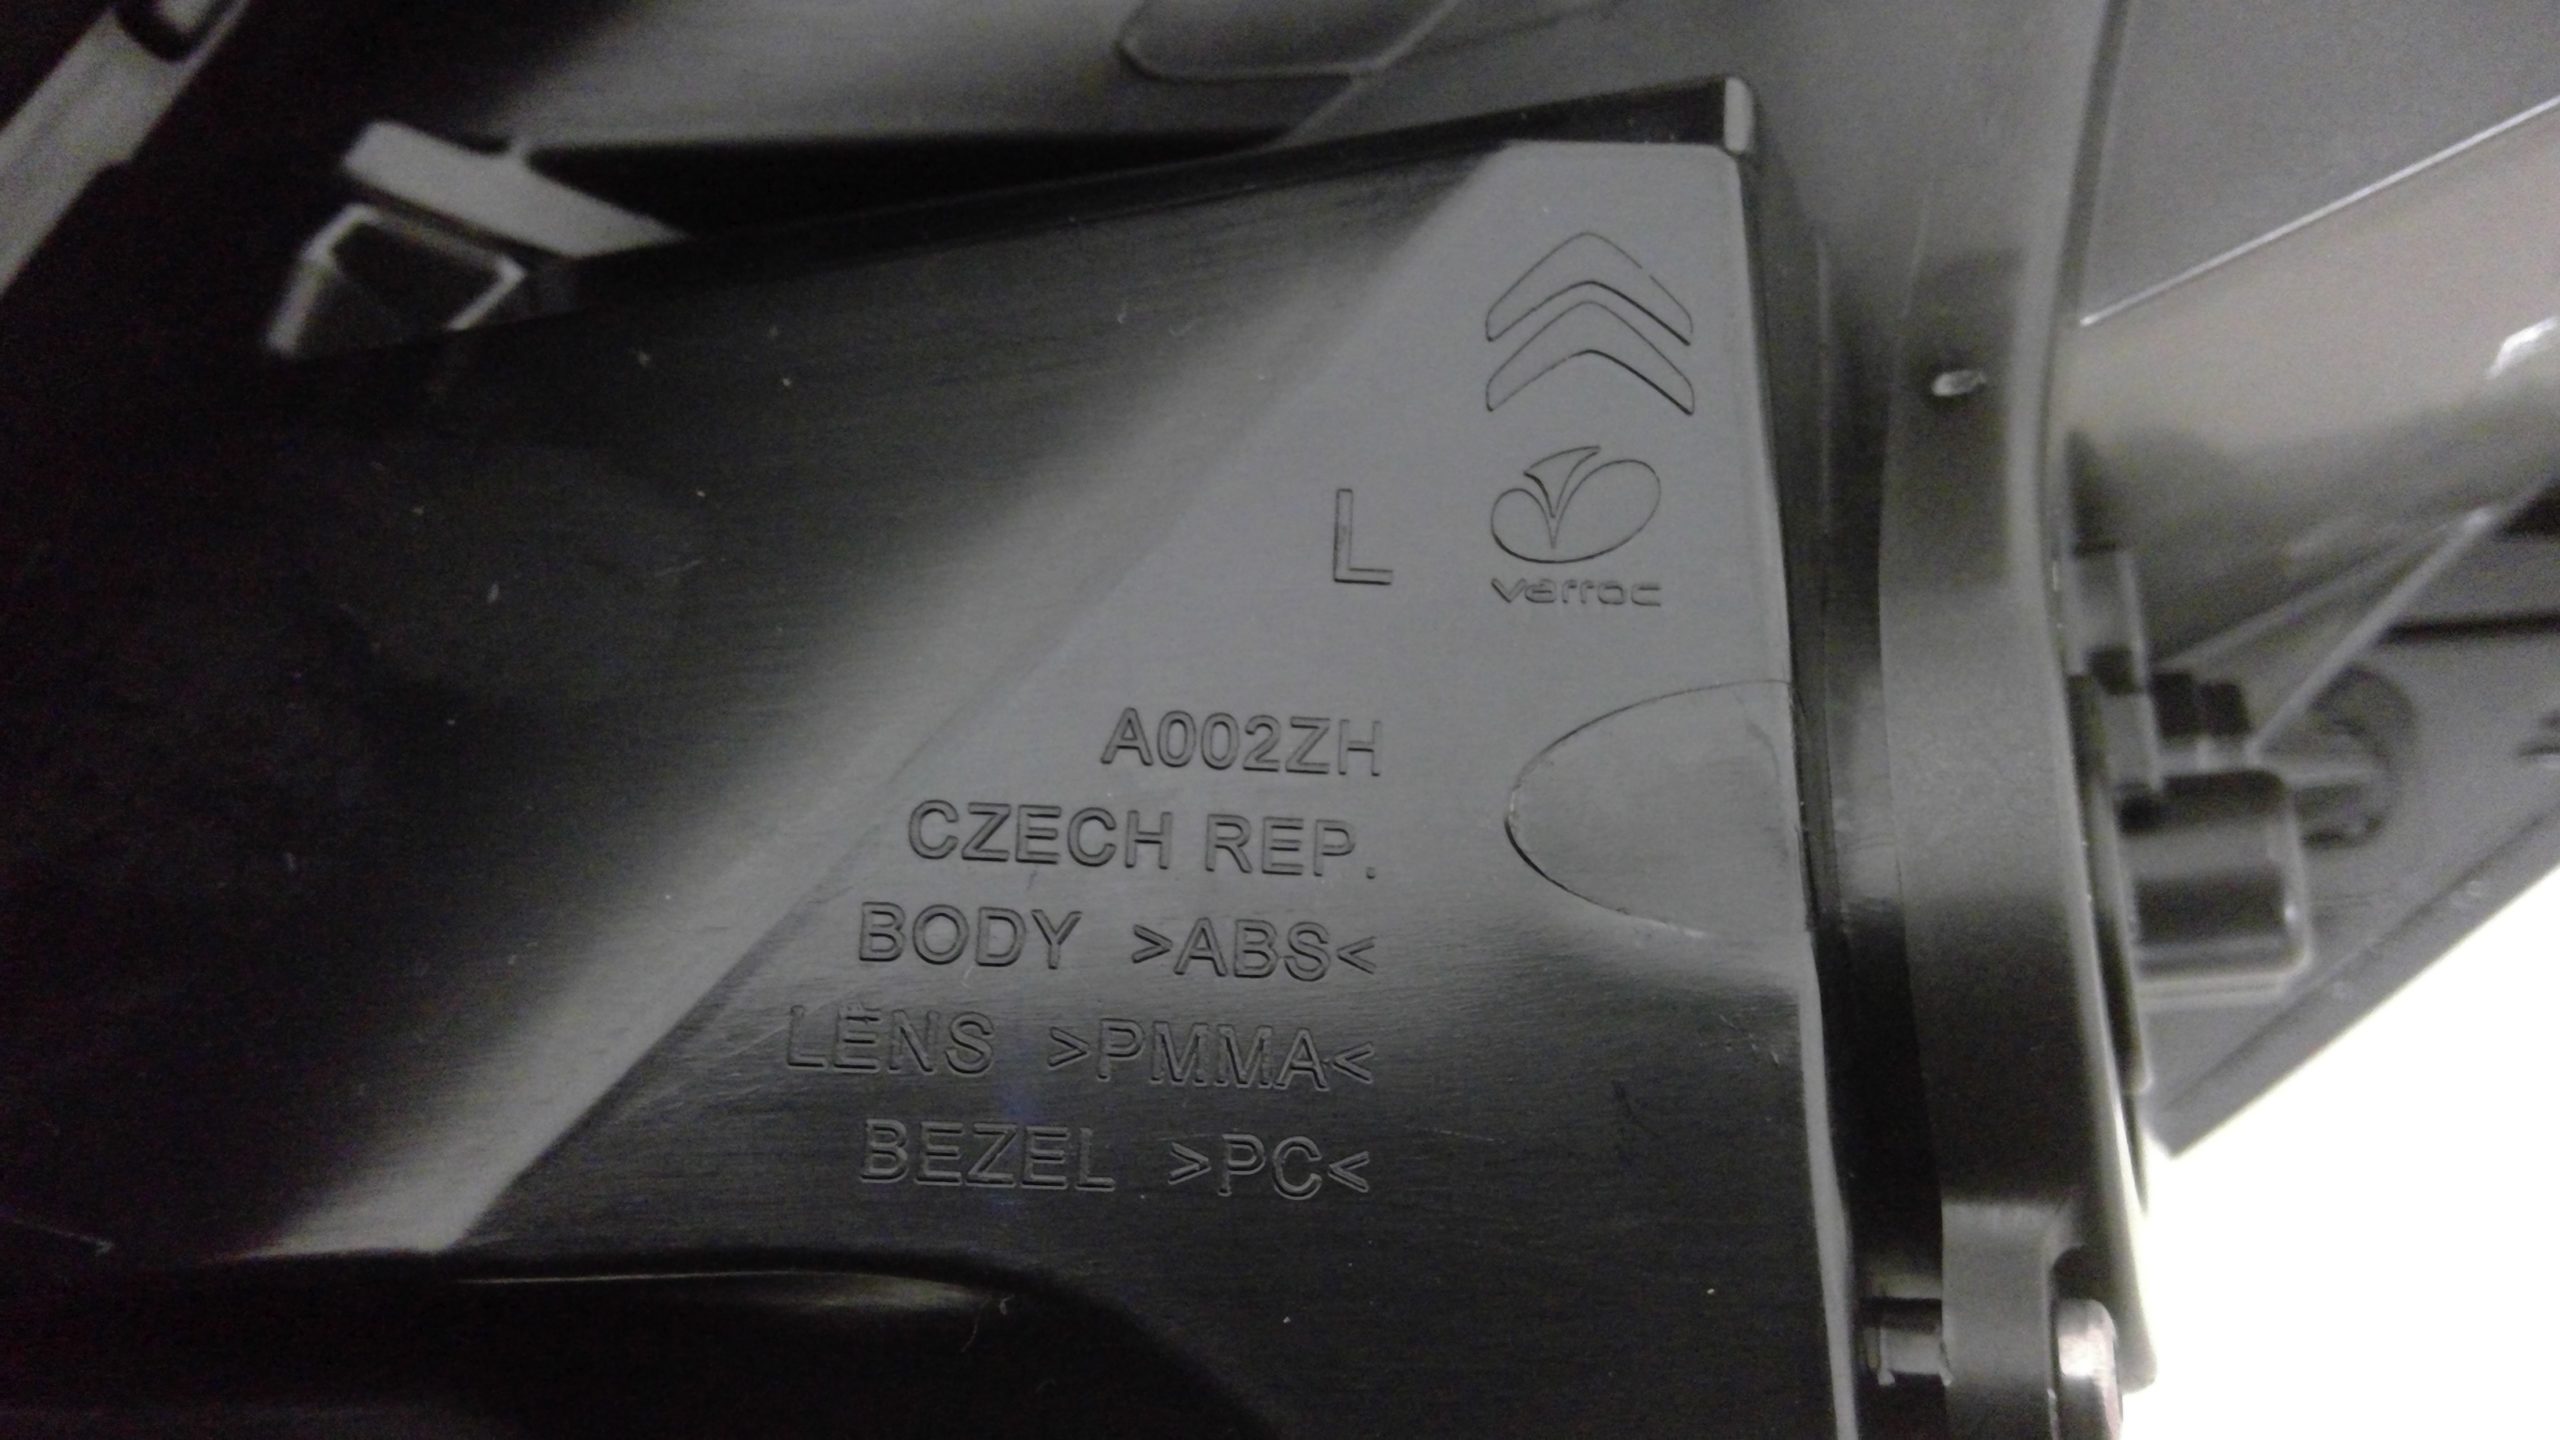 L
varroc
A002ZH
CZECH REP.
BODY >ABS<
LENS >PMMA<
BEZEL >PC<